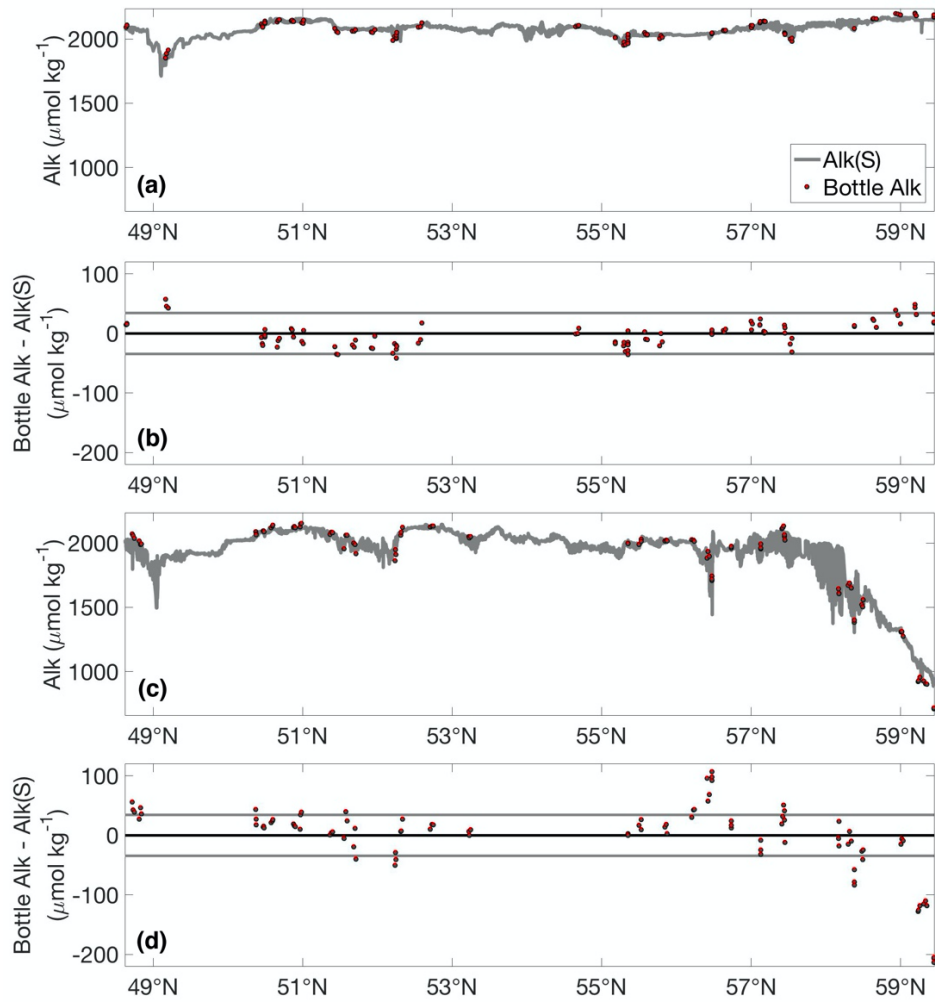 2000
1500
1000
Alk (μmol kg⁻¹)
(a)
Alk(S)
Bottle Alk
49°N 51°N 53°N 55°N 57°N 59°N
100
0
-100
-200
Bottle Alk - Alk(S)
(μmol kg⁻¹)
(b)
49°N 51°N 53°N 55°N 57°N 59°N
2000
1500
1000
Alk (μmol kg⁻¹)
(c)
49°N 51°N 53°N 55°N 57°N 59°N
100
0
-100
-200
Bottle Alk - Alk(S)
(μmol kg⁻¹)
(d)
49°N 51°N 53°N 55°N 57°N 59°N